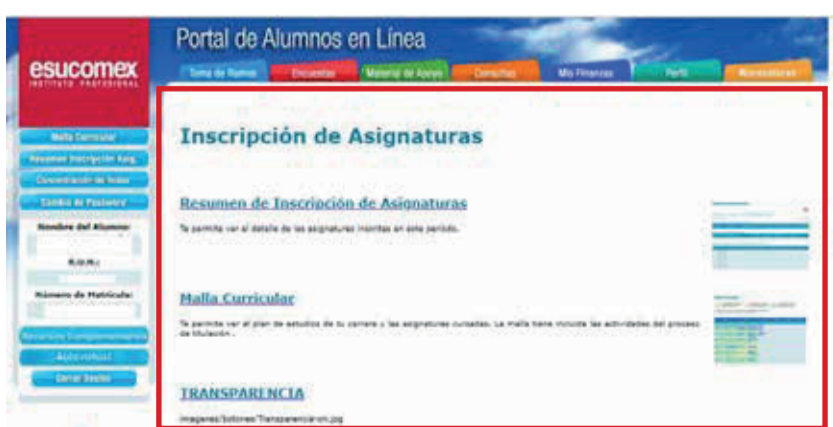 Portal de Alumnos en Línea
esucomex
INSTITUTO PROFESIONAL
Toma de Ramos
Encuestas
Material de Apoyo
Consultas
Mis Finanzas
Perfil
Malla Curricular
Resumen Inscripción Asig.
Concentración de Notas
Cambio de Password
Nombre del Alumno:
R.U.N.:
Número de Matrícula:
Cerrar Sesión
Inscripción de Asignaturas
Resumen de Inscripción de Asignaturas
Te permite ver el detalle de las asignaturas inscritas en este período.
Malla Curricular
Te permite ver el plan de estudios de tu carrera y las asignaturas cursadas. La malla tiene incluida las actividades del proceso
de titulación .
TRANSPARENCIA
imagenes/botones/Transparencia-on.jpg